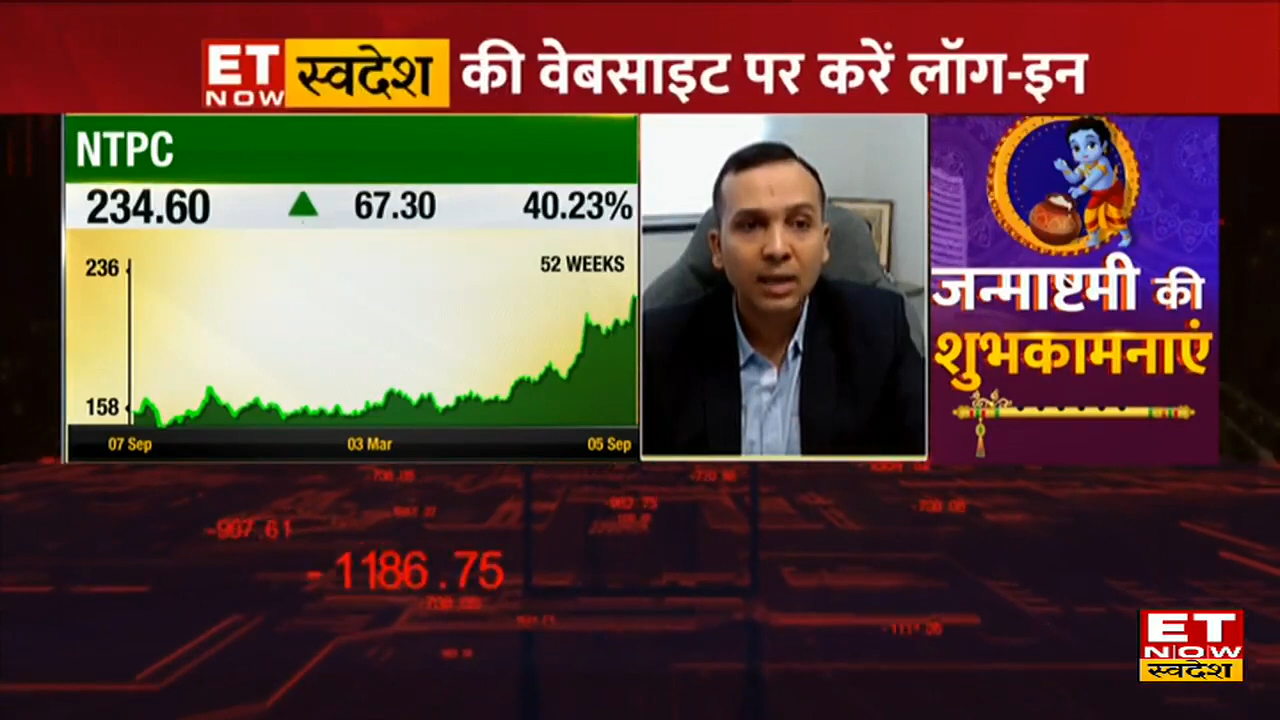 ET NOW स्वदेश की वेबसाइट पर करें लॉग-इन
NTPC
234.60 ▲ 67.30 40.23%
52 WEEKS
236
158
07 Sep 03 Mar 05 Sep
जन्माष्टमी की
शुभकामनाएं
-907.61
-1186.75
ET
NOW
स्वदेश